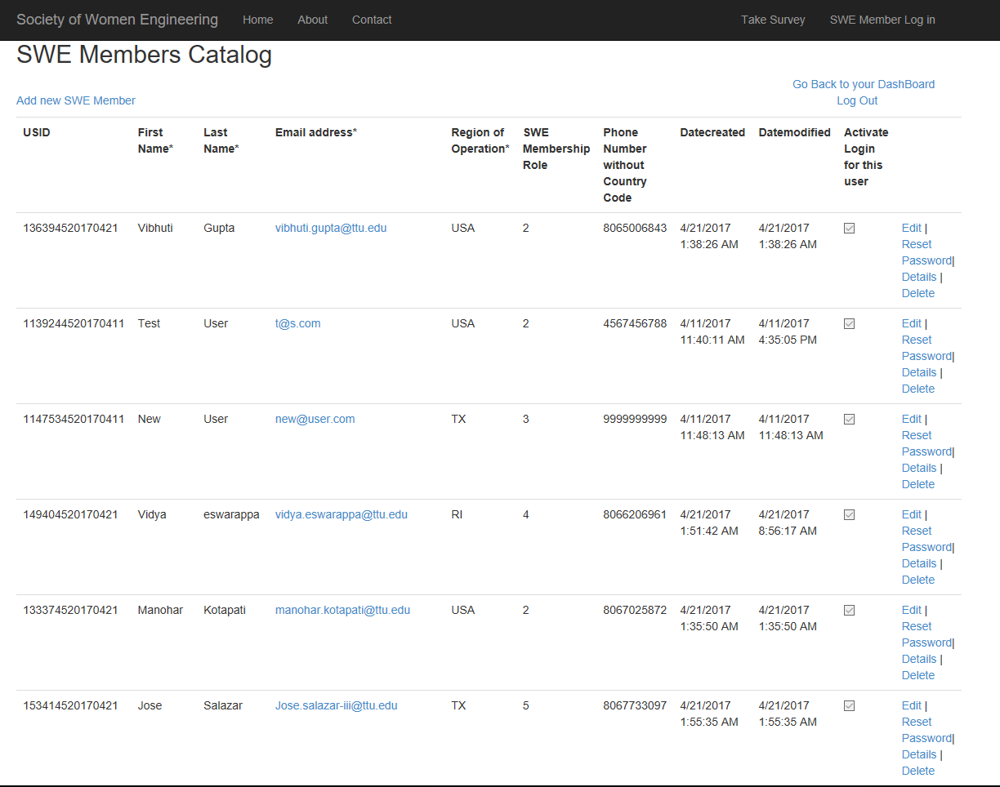 Society of Women Engineering Home About Contact Take Survey SWE Member Log in
SWE Members Catalog
Go Back to your DashBoard
Add new SWE Member Log Out
USID First Last Email address* Region of SWE Phone Datecreated Datemodified Activate
Name* Name* Operation* Membership Number Login
Role without for this
Country user
Code
136394520170421 Vibhuti Gupta vibhuti.gupta@ttu.edu USA 2 8065006843 4/21/2017 4/21/2017 Edit |
1:38:26 AM 1:38:26 AM Reset
Password|
Details |
Delete
1139244520170411 Test User t@s.com USA 2 4567456788 4/11/2017 4/11/2017 Edit |
11:40:11 AM 4:35:05 PM Reset
Password|
Details |
Delete
1147534520170411 New User new@user.com TX 3 9999999999 4/11/2017 4/11/2017 Edit |
11:48:13 AM 11:48:13 AM Reset
Password|
Details |
Delete
149404520170421 Vidya eswarappa vidya.eswarappa@ttu.edu RI 4 8066206961 4/21/2017 4/21/2017 Edit |
1:51:42 AM 8:56:17 AM Reset
Password|
Details |
Delete
133374520170421 Manohar Kotapati manohar.kotapati@ttu.edu USA 2 8067025872 4/21/2017 4/21/2017 Edit |
1:35:50 AM 1:35:50 AM Reset
Password|
Details |
Delete
153414520170421 Jose Salazar Jose.salazar-iii@ttu.edu TX 5 8067733097 4/21/2017 4/21/2017 Edit |
1:55:35 AM 1:55:35 AM Reset
Password|
Details |
Delete